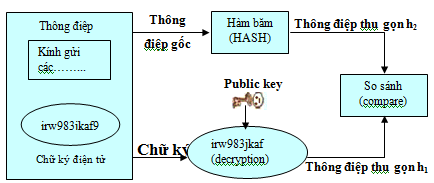 Thông điệp
Kính gửi
các.........
irw983ikaf9
Chữ ký điện tử
Thông
điệp gốc
Hàm băm
(HASH)
Thông điệp thu gọn h2
Public key
So sánh
(compare)
Chữ ký
irw983jkaf
(decryption)
Thông điệp thu gọn h1